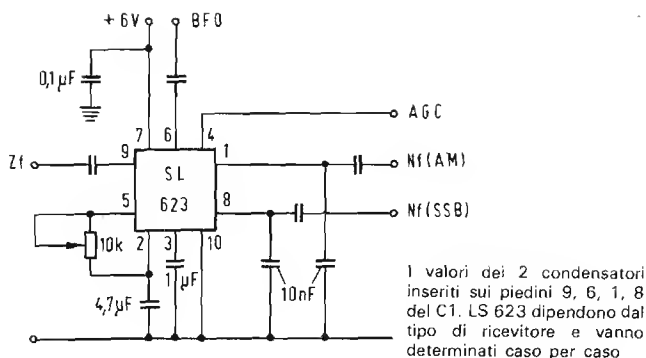 +6V BFO
0,1µF
AGC
7 6 4
Zf 9 1 Nf(AM)
SL
5 8 Nf(SSB)
623
10k 2 3 10
1 µF
4,7µF 10nF
I valori dei 2 condensatori
inseriti sui piedini 9, 6, 1, 8
del C1. LS 623 dipendono dal
tipo di ricevitore e vanno
determinati caso per caso